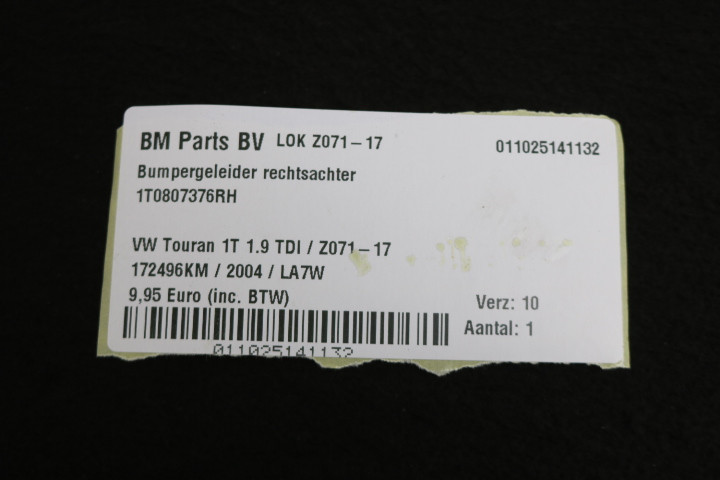 BM Parts BV LOK Z071-17 011025141132
Bumpergeleider rechtsachter
1T0807376RH
VW Touran 1T 1.9 TDI / Z071-17
172496KM / 2004 / LA7W
9,95 Euro (inc. BTW)
Verz: 10
Aantal: 1
011025141132